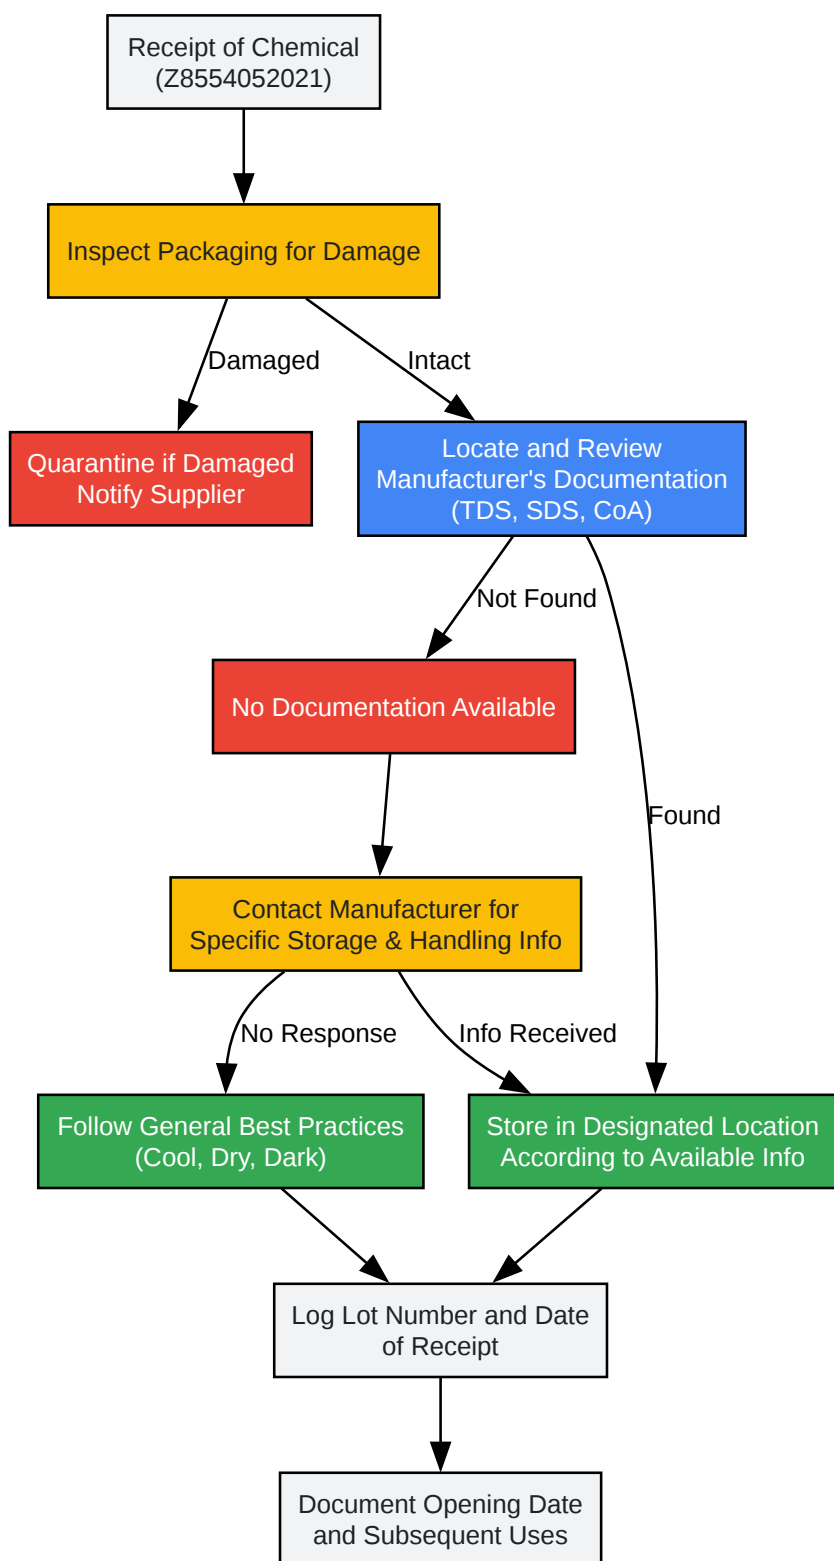 Receipt of Chemical
(Z8554052021)
Inspect Packaging for Damage
Damaged
Intact
Quarantine if Damaged
Notify Supplier
Locate and Review
Manufacturer's Documentation
(TDS, SDS, CoA)
Not Found
No Documentation Available
Found
Contact Manufacturer for
Specific Storage & Handling Info
No Response
Info Received
Follow General Best Practices
(Cool, Dry, Dark)
Store in Designated Location
According to Available Info
Log Lot Number and Date
of Receipt
Document Opening Date
and Subsequent Uses